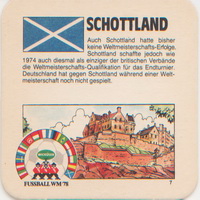 SCHOTTLAND
Auch Schottland hatte bisher
keine Weltmeisterschafts-Erfolge.
Schottland schaffte jedoch wie
1974 auch diesmal als einziger der britischen Verbände
die Weltmeisterschafts-Qualifikation für das Endturnier.
Deutschland hat gegen Schottland während einer Welt-
meisterschaft noch nicht gespielt.
FUSSBALL WM '78
7